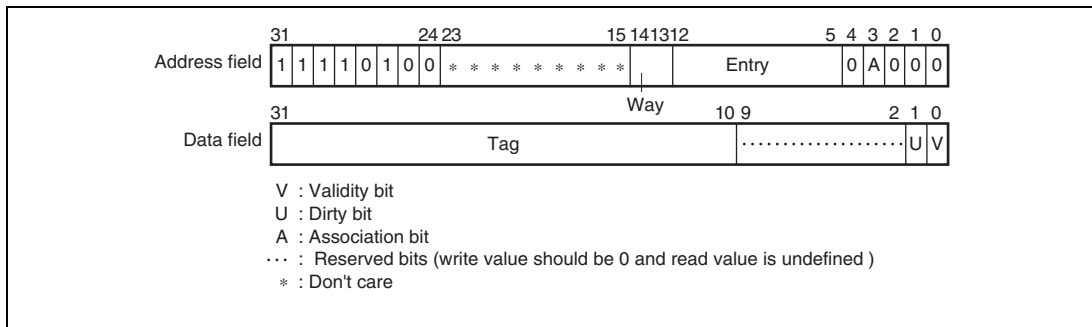 31 24 23 15 14 13 12 5 4 3 2 1 0
Address field 1 1 1 1 0 1 0 0 * * * * * * * * * Entry 0 A 0 0 0
Way
31 10 9 2 1 0
Data field Tag ................... U V
V : Validity bit
U : Dirty bit
A : Association bit
··· : Reserved bits (write value should be 0 and read value is undefined )
* : Don't care